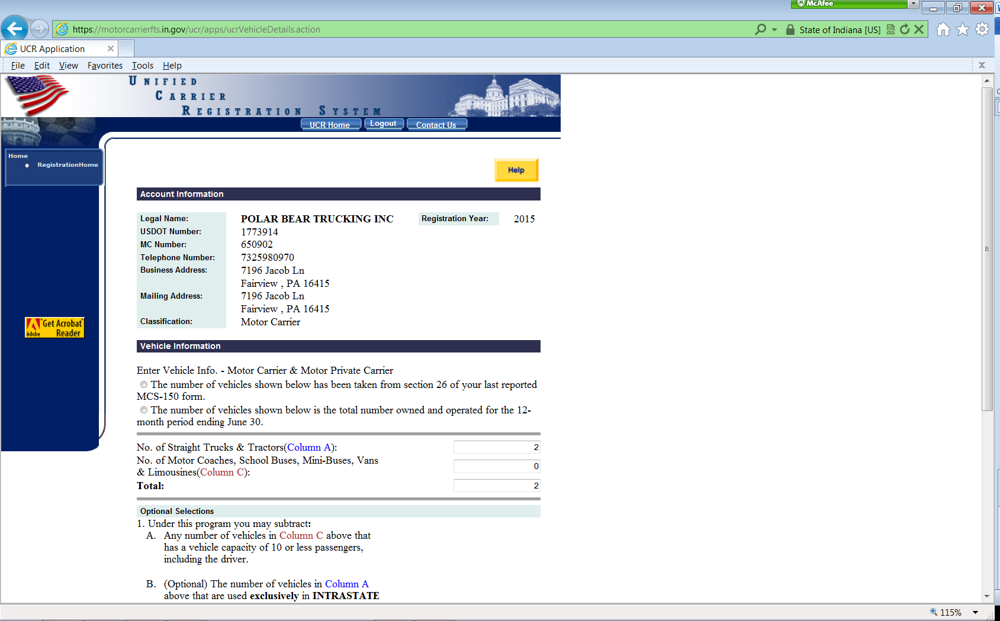 McAfee
https://motorcarrierfts.in.gov/ucr/apps/ucrVehicleDetails.action
State of Indiana [US]
UCR Application
File Edit View Favorites Tools Help
UNIFIED
CARRIER
REGISTRATION SYSTEM
UCR Home Logout Contact Us
Home
RegistrationHome
Help
Account Information
Legal Name: POLAR BEAR TRUCKING INC Registration Year: 2015
USDOT Number: 1773914
MC Number: 650902
Telephone Number: 7325980970
Business Address: 7196 Jacob Ln
Fairview , PA 16415
Mailing Address: 7196 Jacob Ln
Fairview , PA 16415
Classification: Motor Carrier
Get Acrobat
Adobe Reader
Vehicle Information
Enter Vehicle Info. - Motor Carrier & Motor Private Carrier
The number of vehicles shown below has been taken from section 26 of your last reported
MCS-150 form.
The number of vehicles shown below is the total number owned and operated for the 12-
month period ending June 30.
No. of Straight Trucks & Tractors(Column A): 2
No. of Motor Coaches, School Buses, Mini-Buses, Vans
& Limousines(Column C): 0
Total: 2
Optional Selections
1. Under this program you may subtract:
A. Any number of vehicles in Column C above that
has a vehicle capacity of 10 or less passengers,
including the driver.
B. (Optional) The number of vehicles in Column A
above that are used exclusively in INTRASTATE
115%